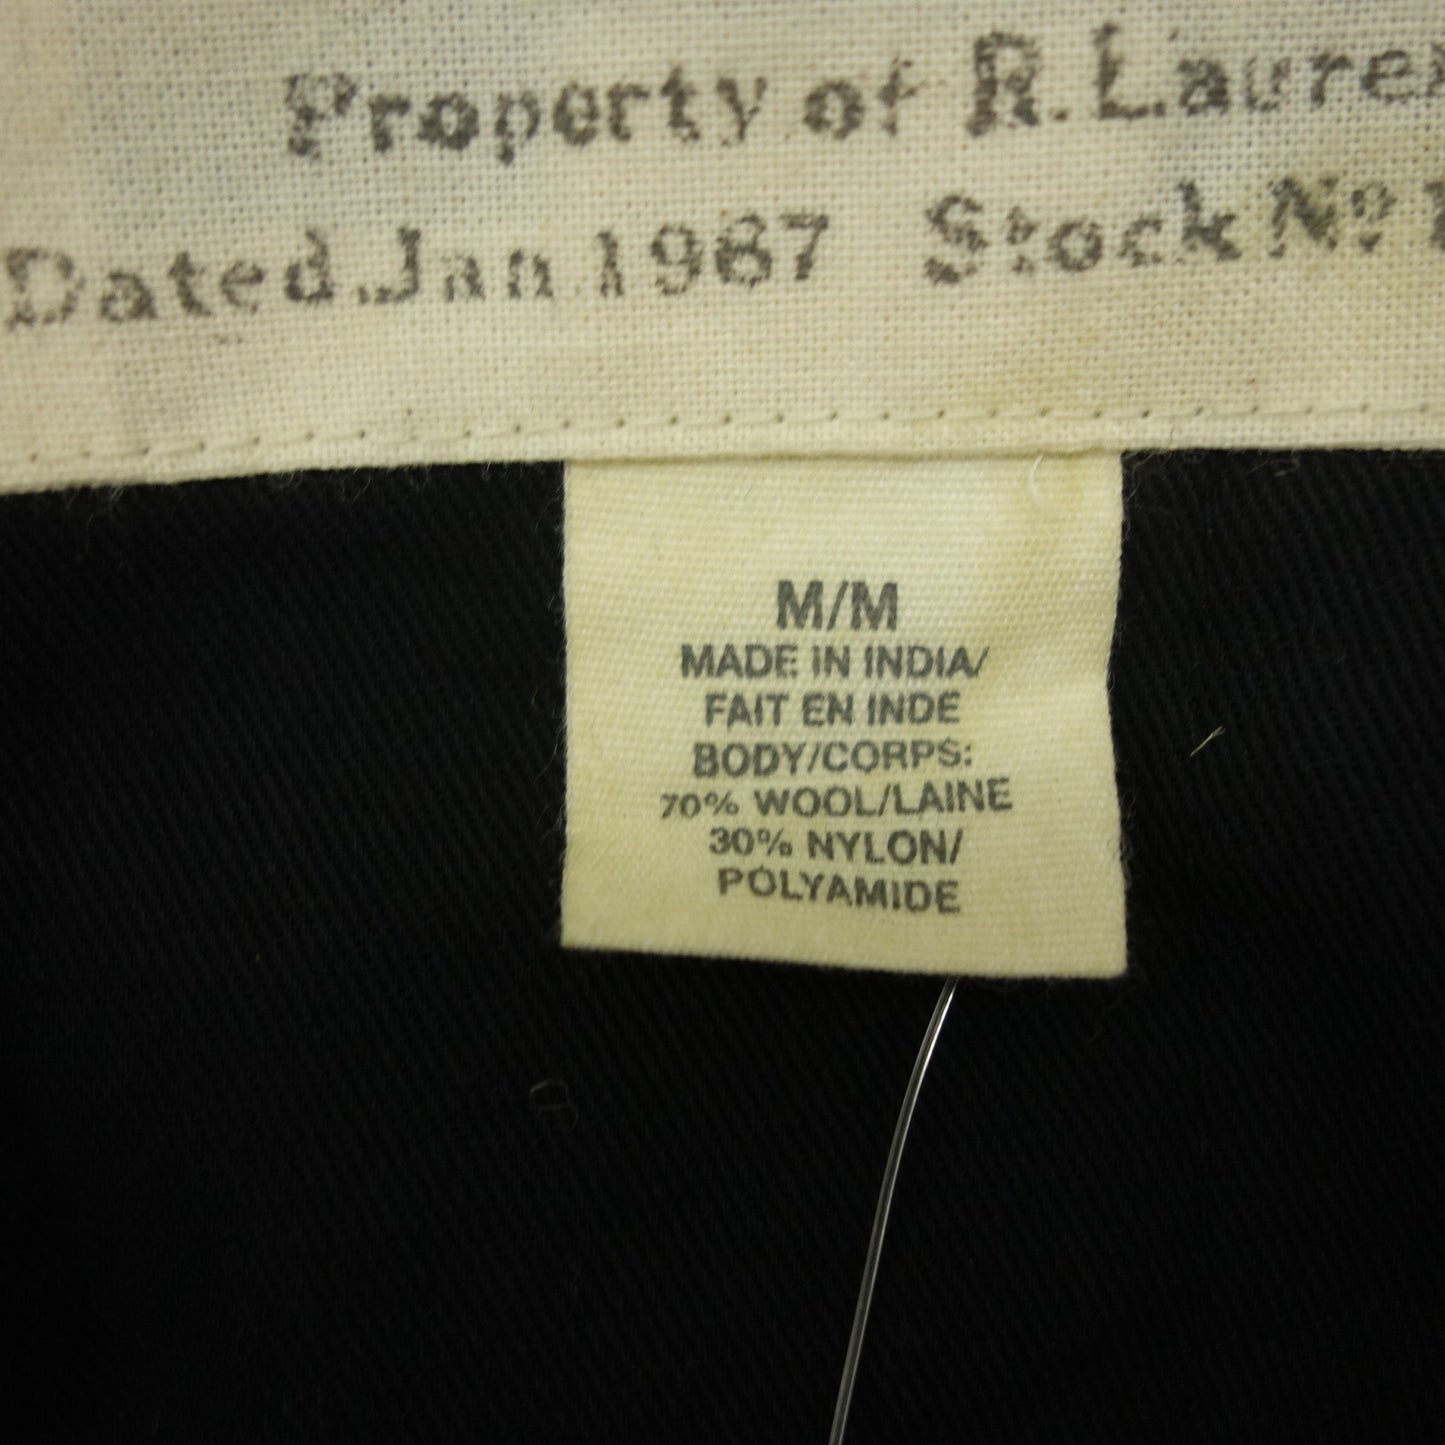 Property of R.Lauren
Dated Jan 1967 Stock No
M/M
MADE IN INDIA/
FAIT EN INDE
BODY/CORPS:
70% WOOL/LAINE
30% NYLON/
POLYAMIDE